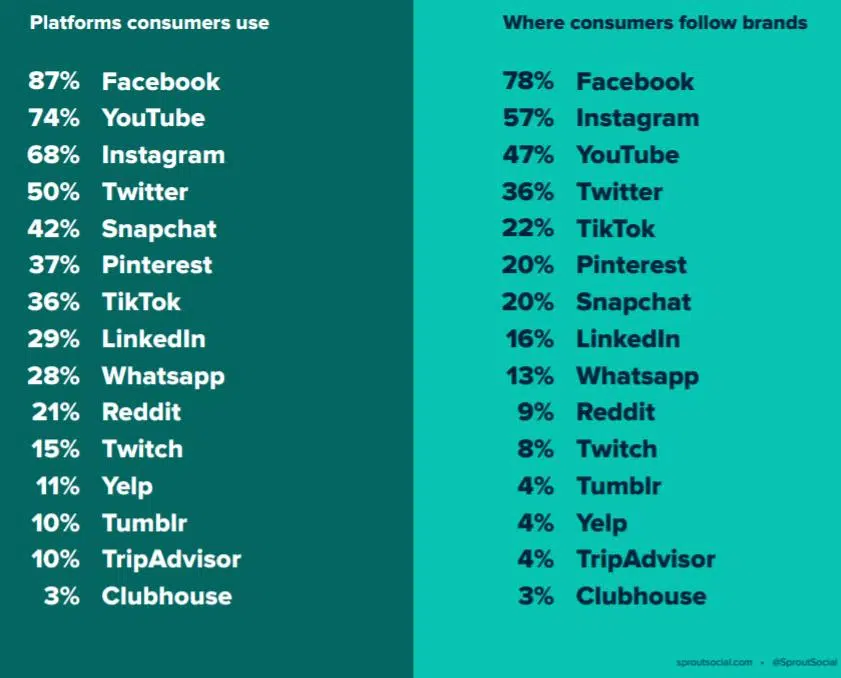 Platforms consumers use
87% Facebook
74% YouTube
68% Instagram
50% Twitter
42% Snapchat
37% Pinterest
36% TikTok
29% LinkedIn
28% Whatsapp
21% Reddit
15% Twitch
11% Yelp
10% Tumblr
10% TripAdvisor
3% Clubhouse
Where consumers follow brands
78% Facebook
57% Instagram
47% YouTube
36% Twitter
22% TikTok
20% Pinterest
20% Snapchat
16% LinkedIn
13% Whatsapp
9% Reddit
8% Twitch
4% Tumblr
4% Yelp
4% TripAdvisor
3% Clubhouse
sproutsocial.com • @SproutSocial